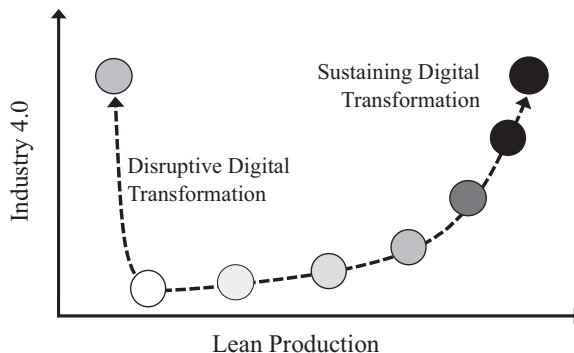 Sustaining Digital
Transformation
Disruptive Digital
Transformation
Industry 4.0
Lean Production